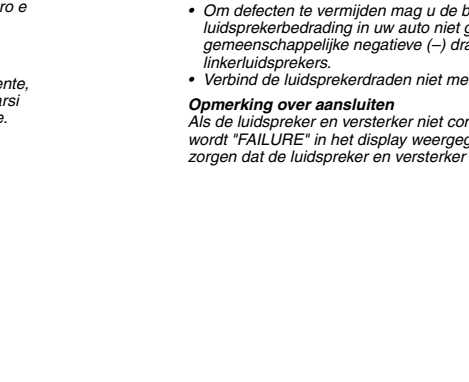 ro e
ente,
arsi
e.
• Om defecten te vermijden mag u de b
luidsprekerbedrading in uw auto niet g
gemeenschappelijke negatieve (–) dra
linkerluidsprekers.
• Verbind de luidsprekerdraden niet me
Opmerking over aansluiten
Als de luidspreker en versterker niet cor
wordt "FAILURE" in het display weergeg
zorgen dat de luidspreker en versterker